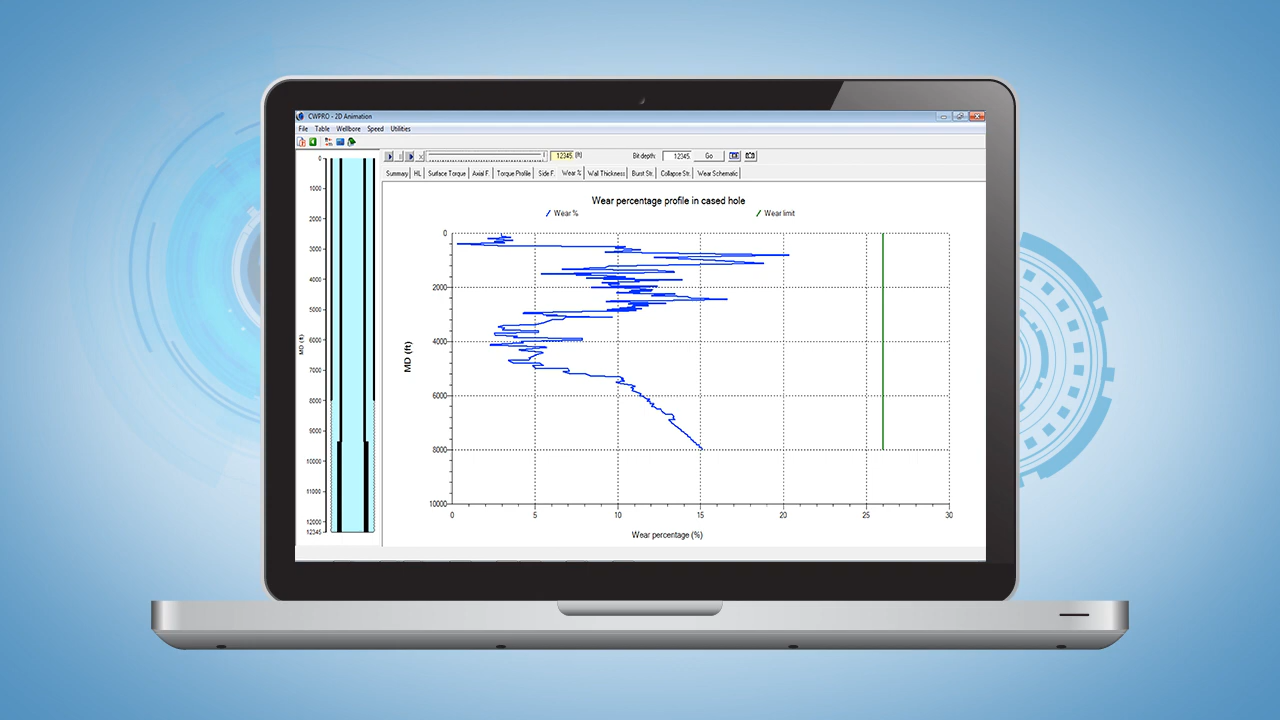 CWPRO - 2D Animation
File Table Wellbore Speed Utilities
12345. (ft) Bit depth: 12345. Go
Summary HL Surface Torque Axial F. Torque Profile Side F. Wear % Wall Thickness Burst Str. Collapse Str. Wear Schematic
Wear percentage profile in cased hole
Wear % Wear limit
0
1000
2000
3000
4000
5000
6000
7000
8000
9000
10000
11000
12000
12345
MD (ft)
0
2000
4000
6000
8000
10000
MD (ft)
0 5 10 15 20 25 30
Wear percentage (%)